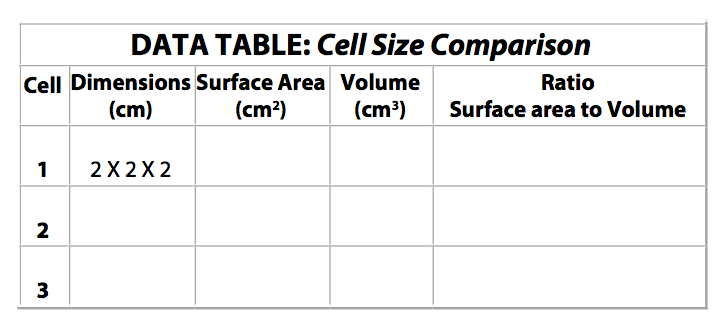 DATA TABLE: Cell Size Comparison
Cell Dimensions (cm) Surface Area (cm²) Volume (cm³) Ratio Surface area to Volume
1 2 X 2 X 2
2
3